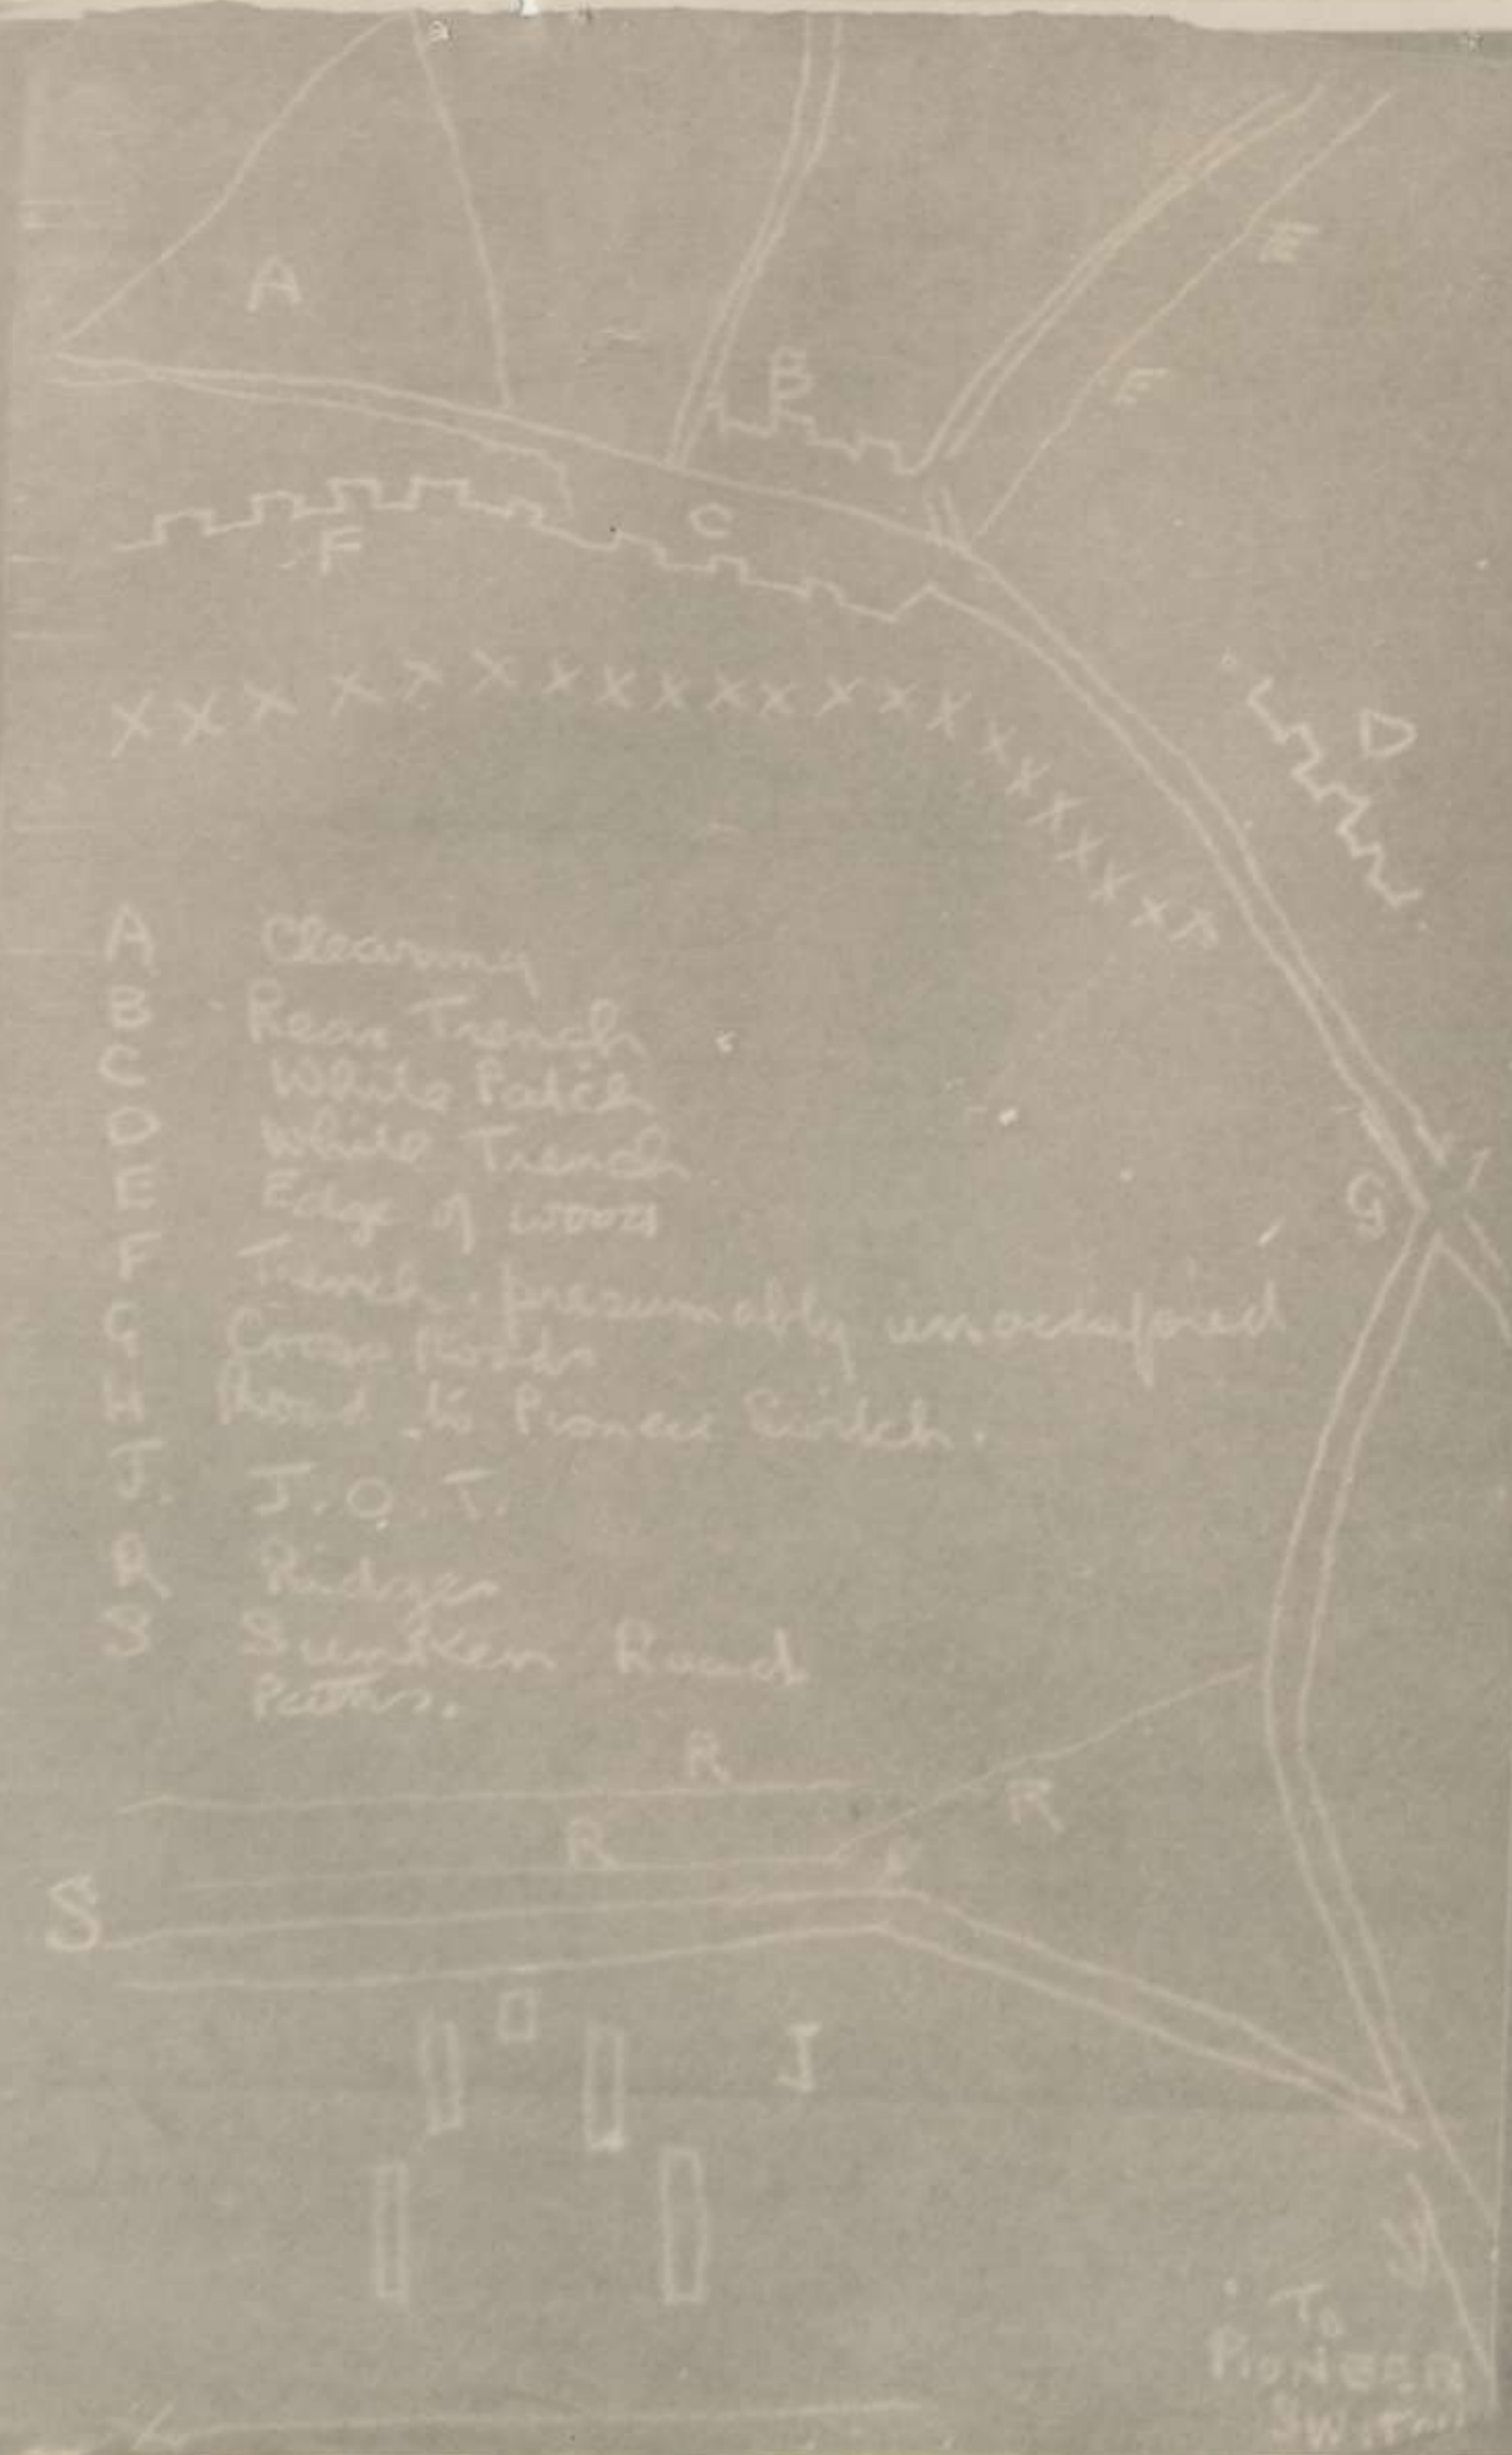 A
E
B
E
C
F
D
A Clearing
B Rear Trench
C White Patch
D White Trench
E Edge of wood
F Trench. presumably unoccupied
G Cross Roads
G
H Road to Pioneer Switch.
J. J.O.T.
R Ridges
S Sunken Road
Paths.
R
R
R
S
J
To
PIONEER
SWITCH